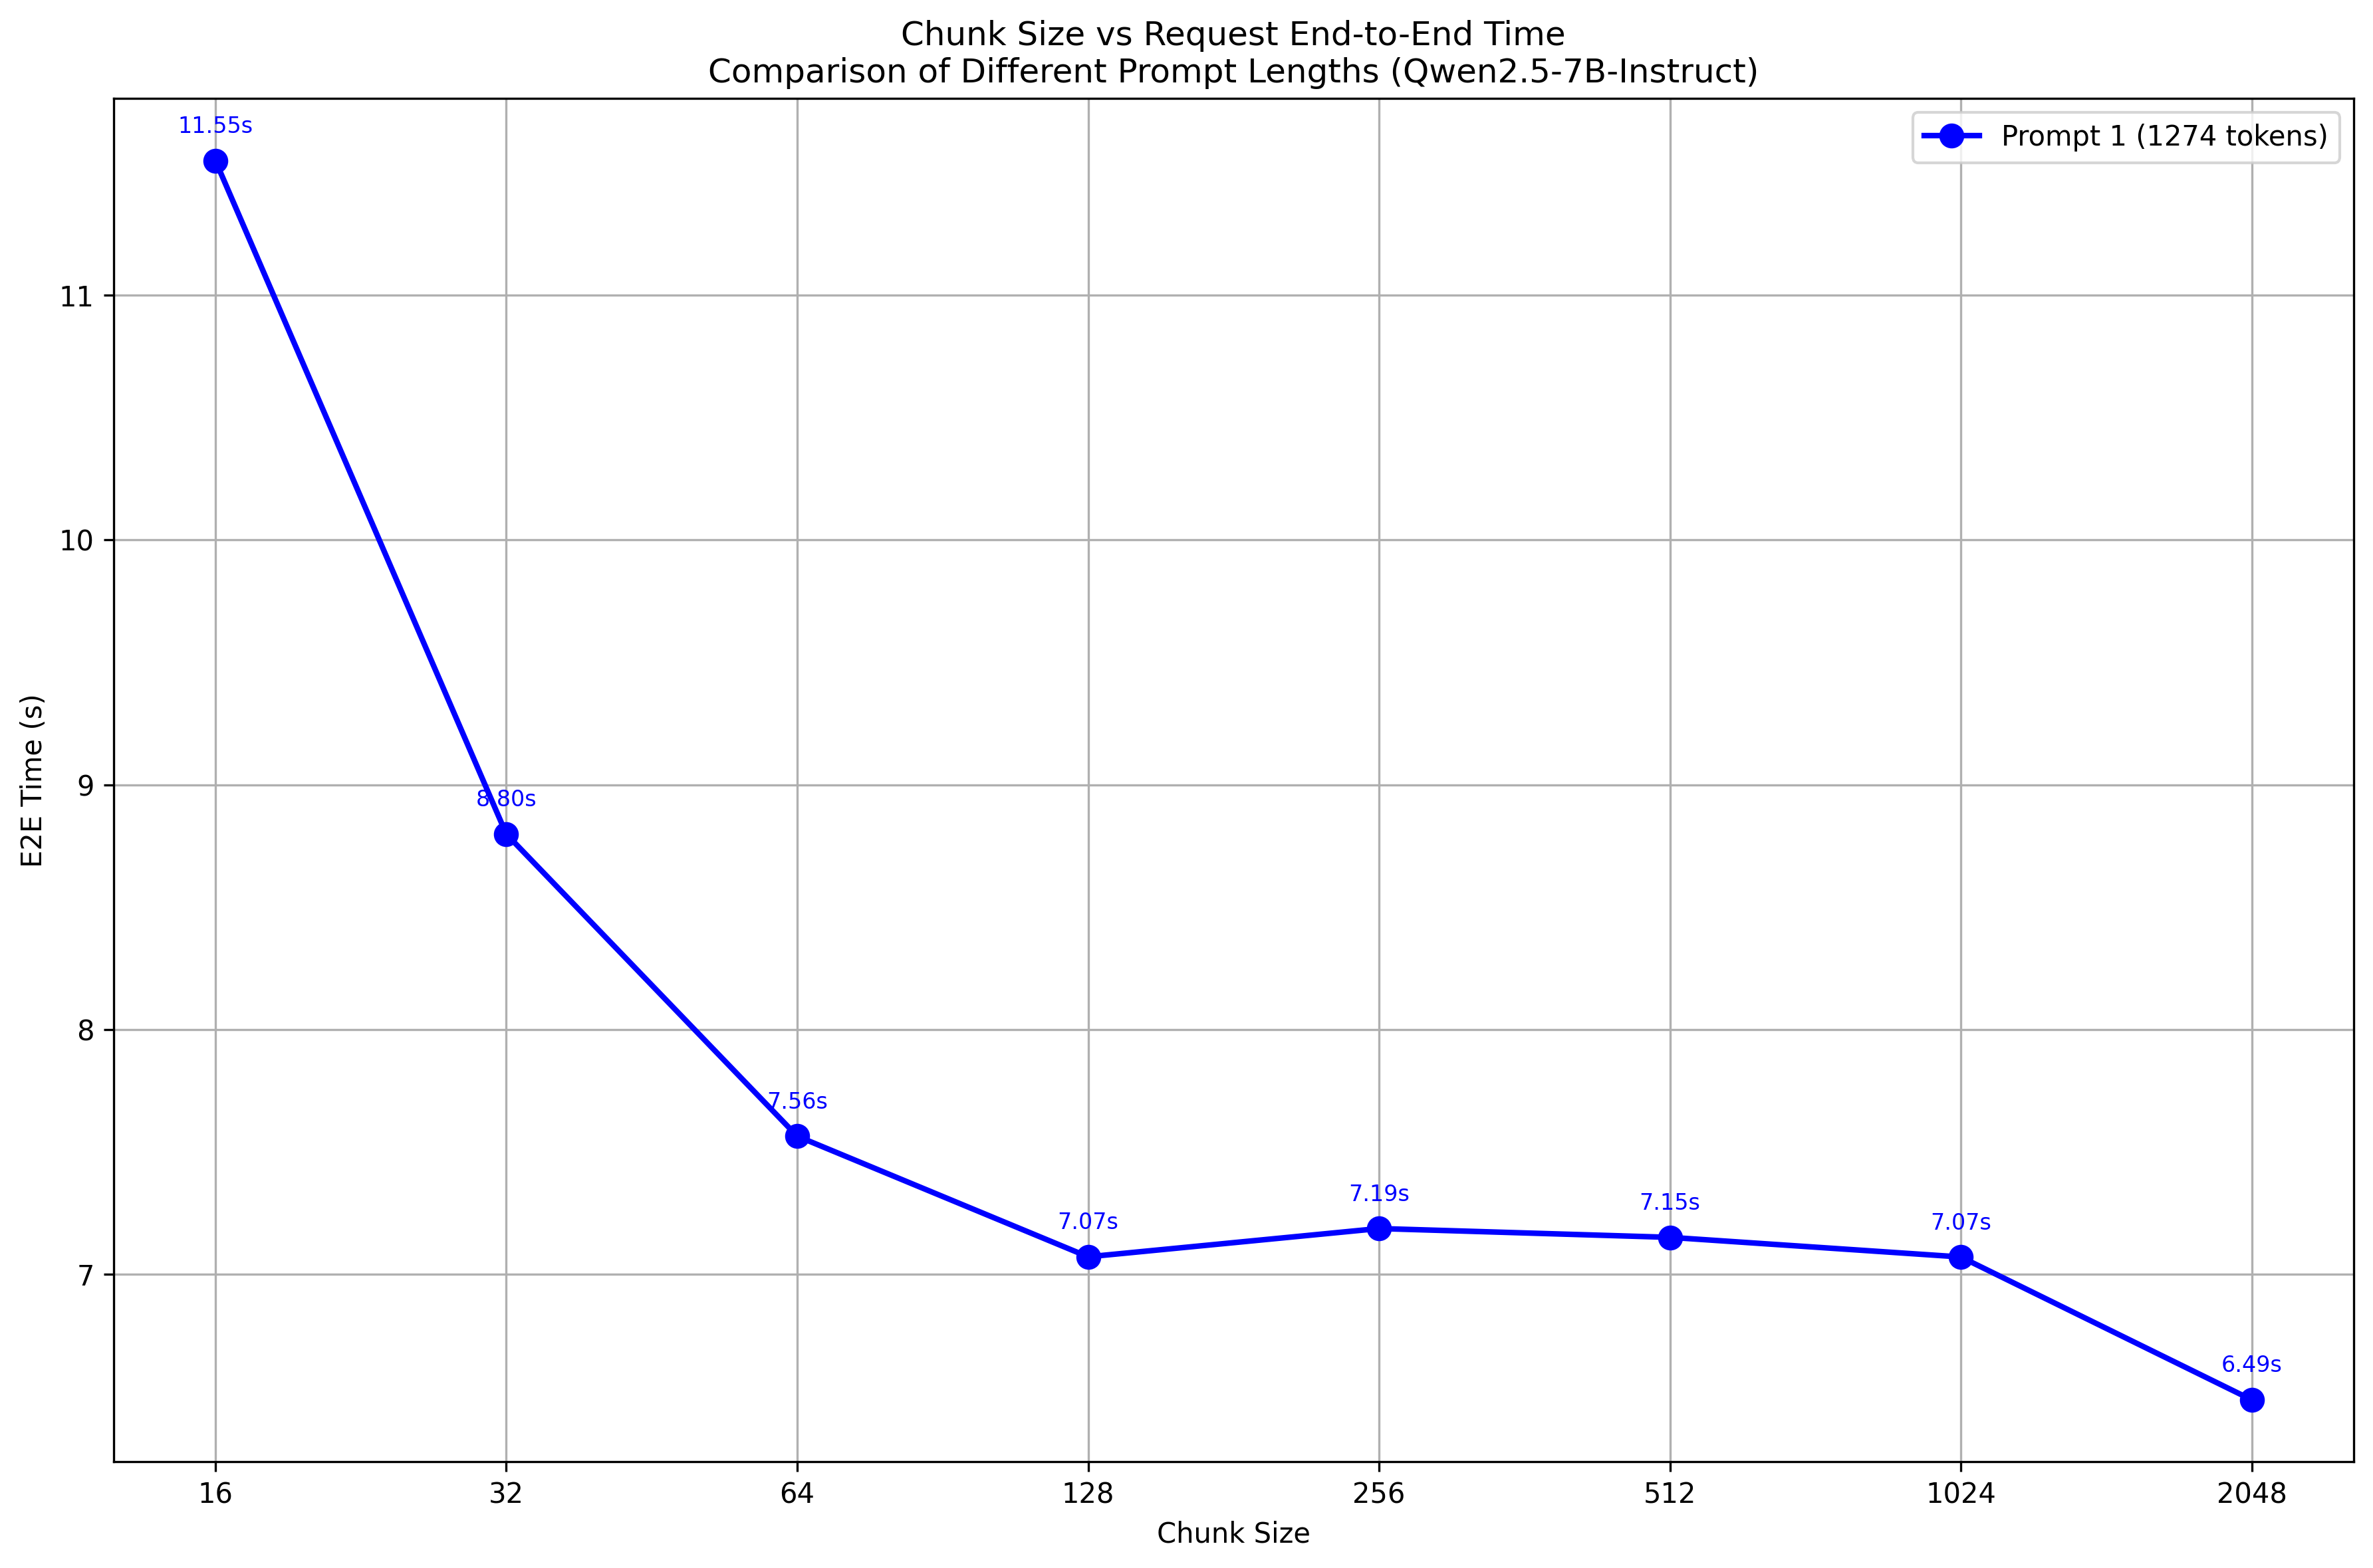 Chunk Size vs Request End-to-End Time
Comparison of Different Prompt Lengths (Qwen2.5-7B-Instruct)
Prompt 1 (1274 tokens)
11.55s
8.80s
7.56s
7.07s
7.19s
7.15s
7.07s
6.49s
11
10
9
8
7
E2E Time (s)
16 32 64 128 256 512 1024 2048
Chunk Size